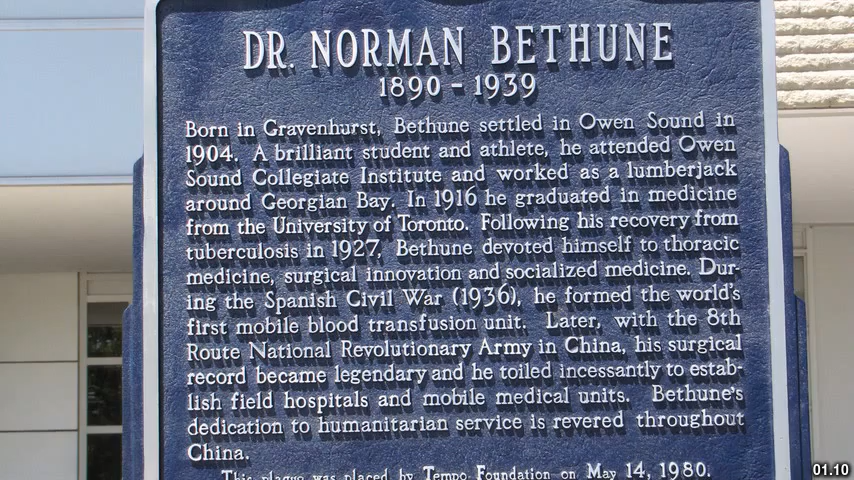 DR. NORMAN BETHUNE
1890 - 1939
Born in Gravenhurst, Bethune settled in Owen Sound in
1904. A brilliant student and athlete, he attended Owen
Sound Collegiate Institute and worked as a lumberjack
around Georgian Bay. In 1916 he graduated in medicine
from the University of Toronto. Following his recovery from
tuberculosis in 1927, Bethune devoted himself to thoracic
medicine, surgical innovation and socialized medicine. Dur-
ing the Spanish Civil War (1936), he formed the world's
first mobile blood transfusion unit. Later, with the 8th
Route National Revolutionary Army in China, his surgical
record became legendary and he toiled incessantly to estab-
lish field hospitals and mobile medical units. Bethune's
dedication to humanitarian service is revered throughout
China.
This plaque was placed by Tempo Foundation on May 14, 1980.
01.10